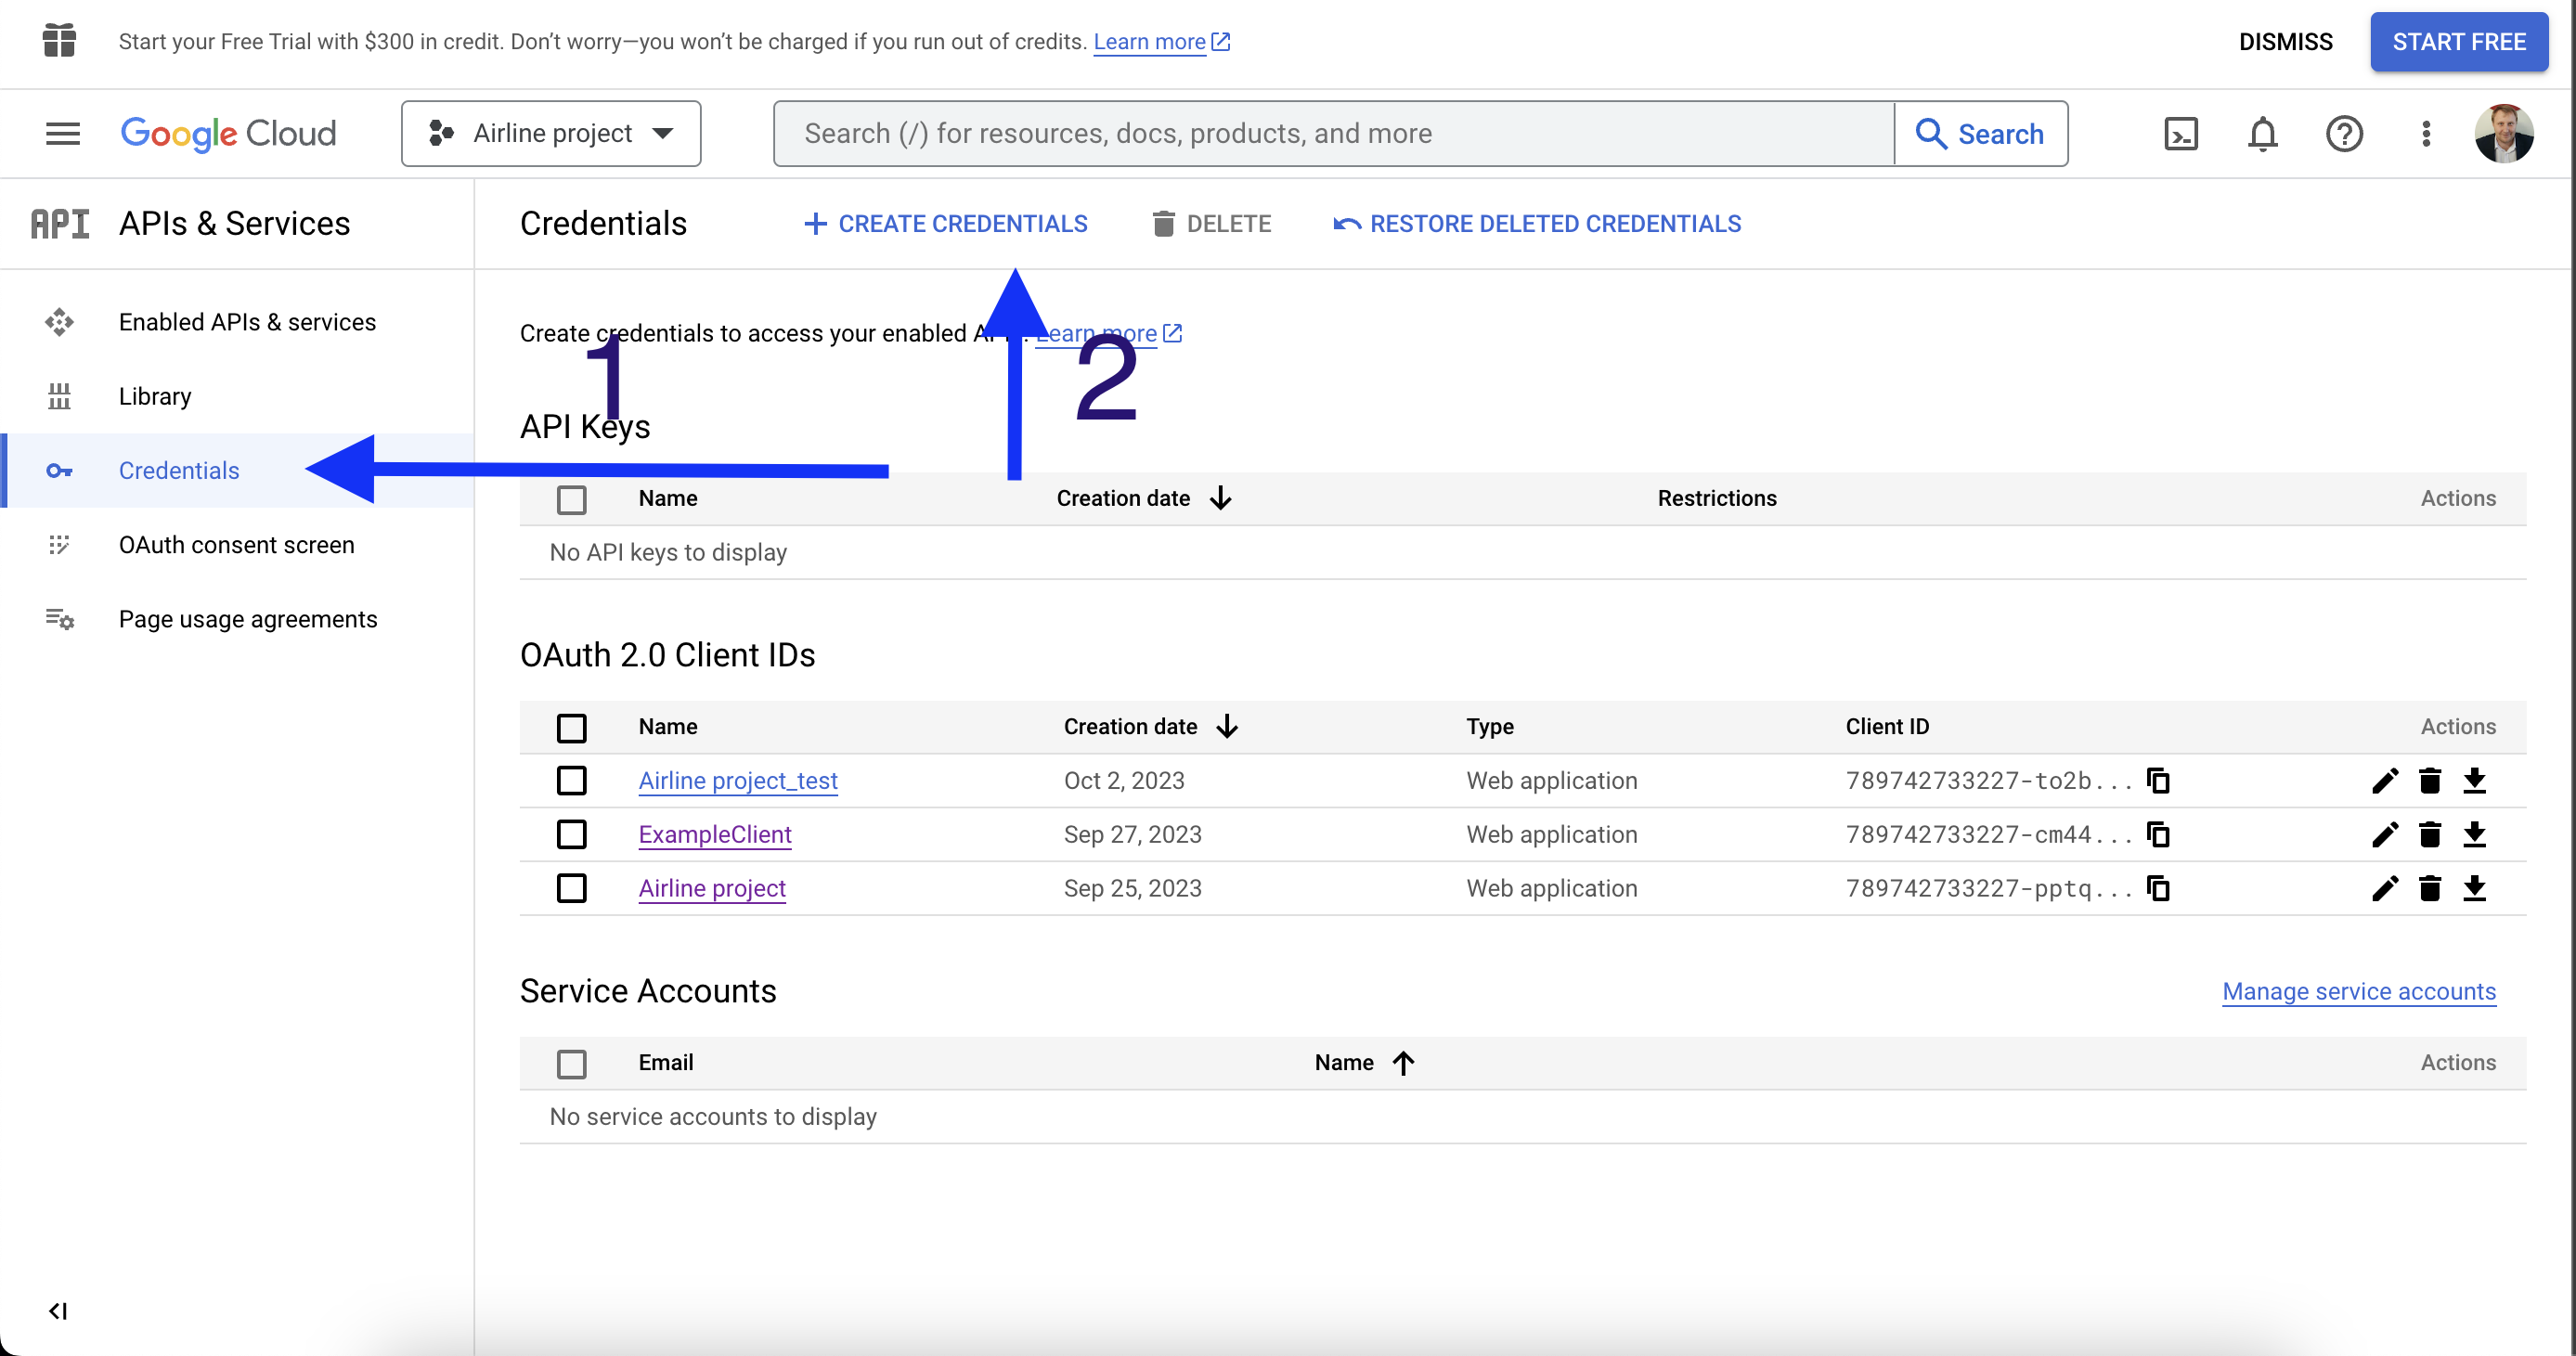 Start your Free Trial with $300 in credit. Don’t worry—you won’t be charged if you run out of credits. Learn more
DISMISS
START FREE
Google Cloud
Airline project
Search (/) for resources, docs, products, and more
Search
API
APIs & Services
Credentials
CREATE CREDENTIALS
DELETE
RESTORE DELETED CREDENTIALS
Enabled APIs & services
Library
Credentials
OAuth consent screen
Page usage agreements
Create credentials to access your enabled Learn more
1
2
API Keys
Name Creation date Restrictions Actions
No API keys to display
OAuth 2.0 Client IDs
Name Creation date Type Client ID Actions
Airline project_test Oct 2, 2023 Web application 789742733227-to2b...
ExampleClient Sep 27, 2023 Web application 789742733227-cm44...
Airline project Sep 25, 2023 Web application 789742733227-pptq...
Service Accounts
Manage service accounts
Email Name Actions
No service accounts to display